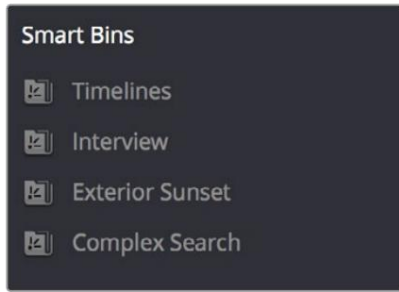 Smart Bins
Timelines
Interview
Exterior Sunset
Complex Search